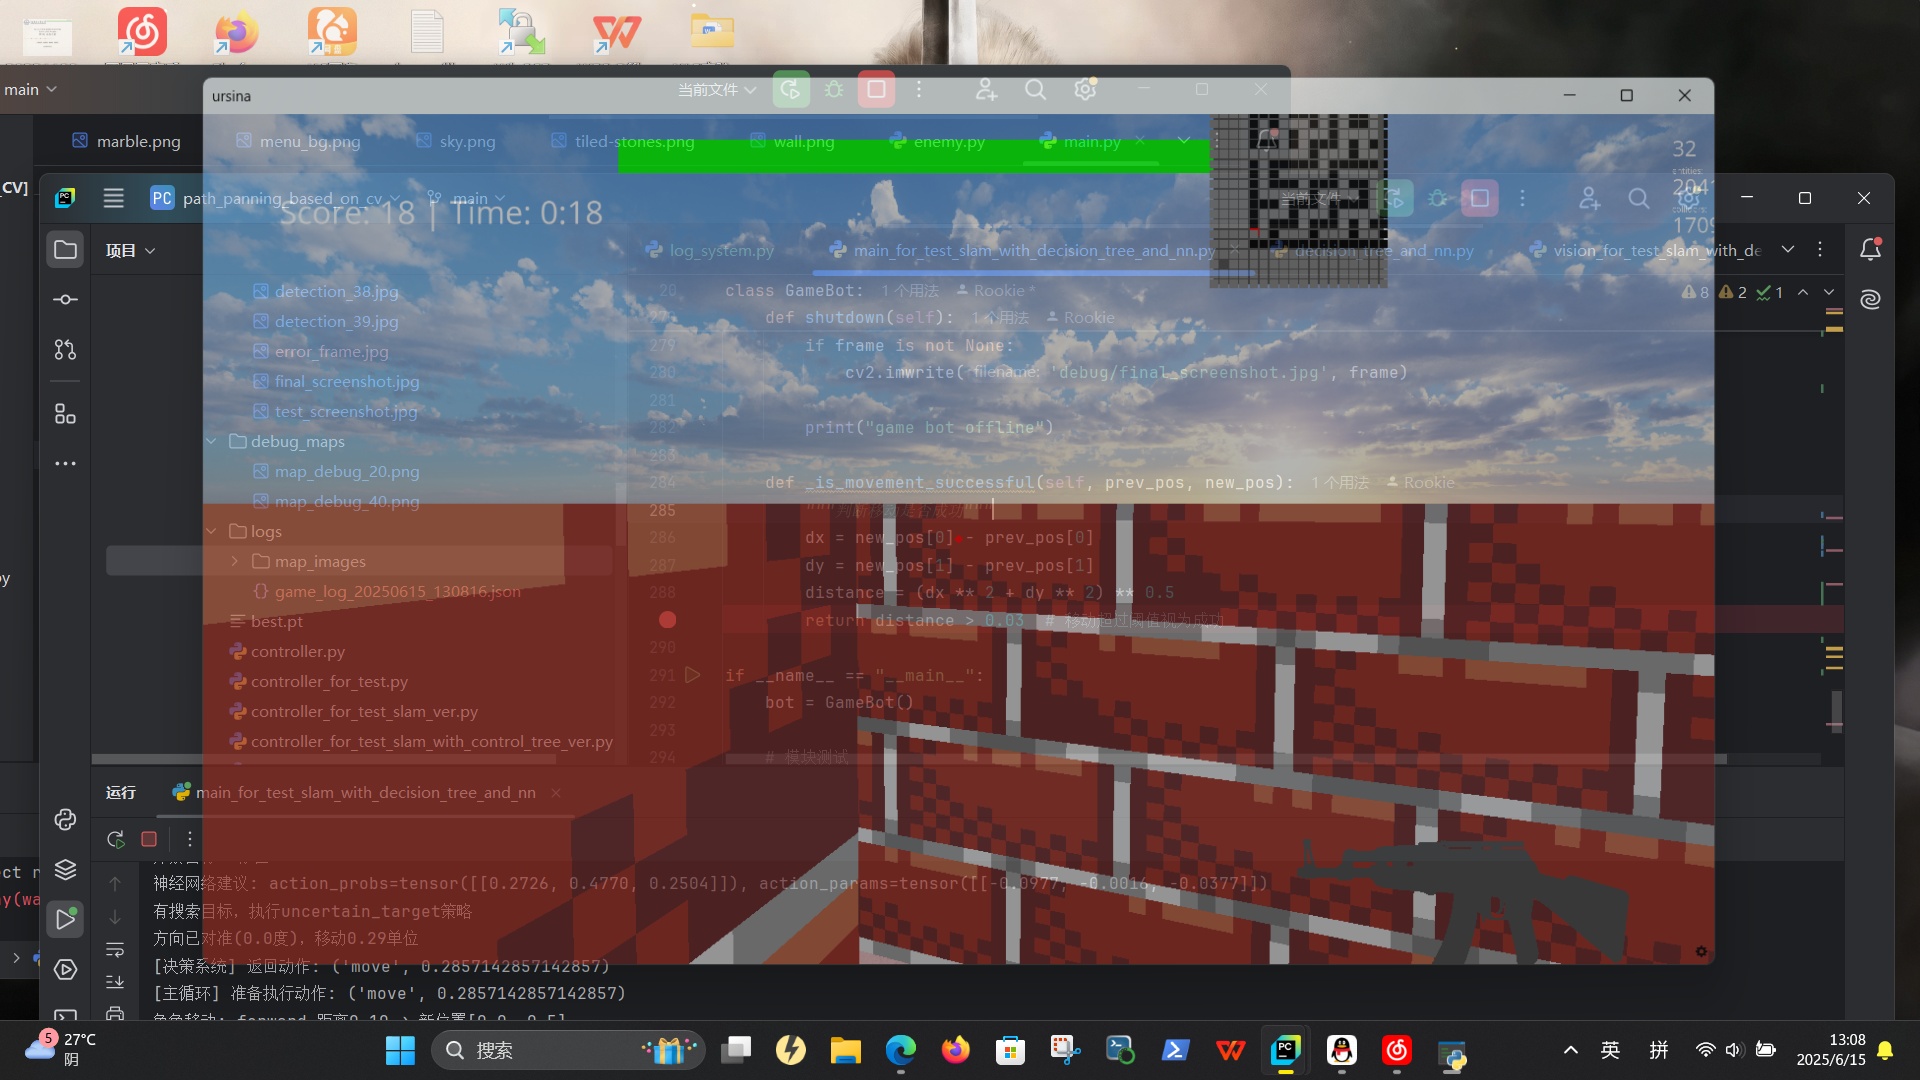 main
当前文件
ursina
marble.png
menu_bg.png
sky.png
tiled-stones.png
wall.png
enemy.py
main.py
32
entities:
colliders:
_CV]
PC
path_panning_based_on_cv
main
当前文件
Score: 18 | Time: 0:18
项目
log_system.py
main_for_test_slam_with_decision_tree_and_nn.py
decision_tree_and_nn.py
vision_for_test_slam_with_de
detection_38.jpg
detection_39.jpg
error_frame.jpg
final_screenshot.jpg
test_screenshot.jpg
debug_maps
map_debug_20.png
map_debug_40.png
logs
map_images
game_log_20250615_130816.json
best.pt
controller.py
controller_for_test.py
controller_for_test_slam_ver.py
controller_for_test_slam_with_control_tree_ver.py
8 2 1
20 class GameBot: 1 个用法 Rookie *
def shutdown(self): 1 个用法 Rookie
279 if frame is not None:
280 cv2.imwrite( filename: 'debug/final_screenshot.jpg', frame)
281
282 print("game bot offline")
283
284 def _is_movement_successful(self, prev_pos, new_pos): 1 个用法 Rookie
285 """判断移动是否成功"""
286 dx = new_pos[0] - prev_pos[0]
287 dy = new_pos[1] - prev_pos[1]
288 distance = (dx ** 2 + dy ** 2) ** 0.5
return distance > 0.03 # 移动超过阈值视为成功
290
291 if __name__ == "__main__":
292 bot = GameBot()
293
294 # 模块测试
运行
main_for_test_slam_with_decision_tree_and_nn
神经网络建议: action_probs=tensor([[0.2726, 0.4770, 0.2504]]), action_params=tensor([[-0.0977, -0.0016, -0.0377]])
有搜索目标，执行uncertain_target策略
方向已对准(0.0度)，移动0.29单位
[决策系统] 返回动作: ('move', 0.2857142857142857)
[主循环] 准备执行动作: ('move', 0.2857142857142857)
5
27°C
阴
搜索
英
拼
13:08
2025/6/15